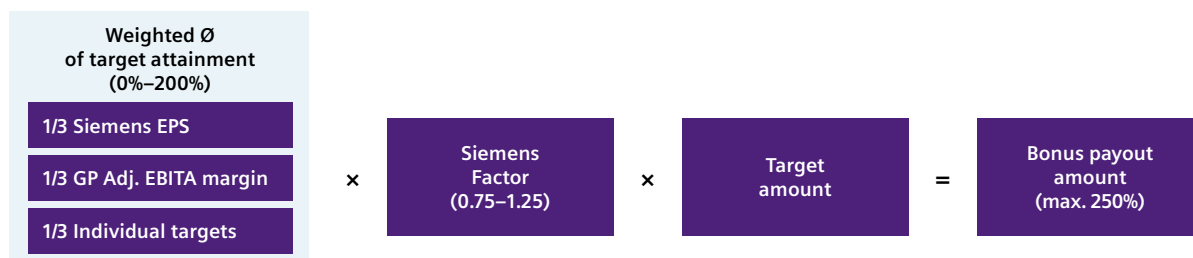 Weighted Ø
of target attainment
(0%–200%)
1/3 Siemens EPS
1/3 GP Adj. EBITA margin
1/3 Individual targets
×
Siemens
Factor
(0.75–1.25)
×
Target
amount
=
Bonus payout
amount
(max. 250%)